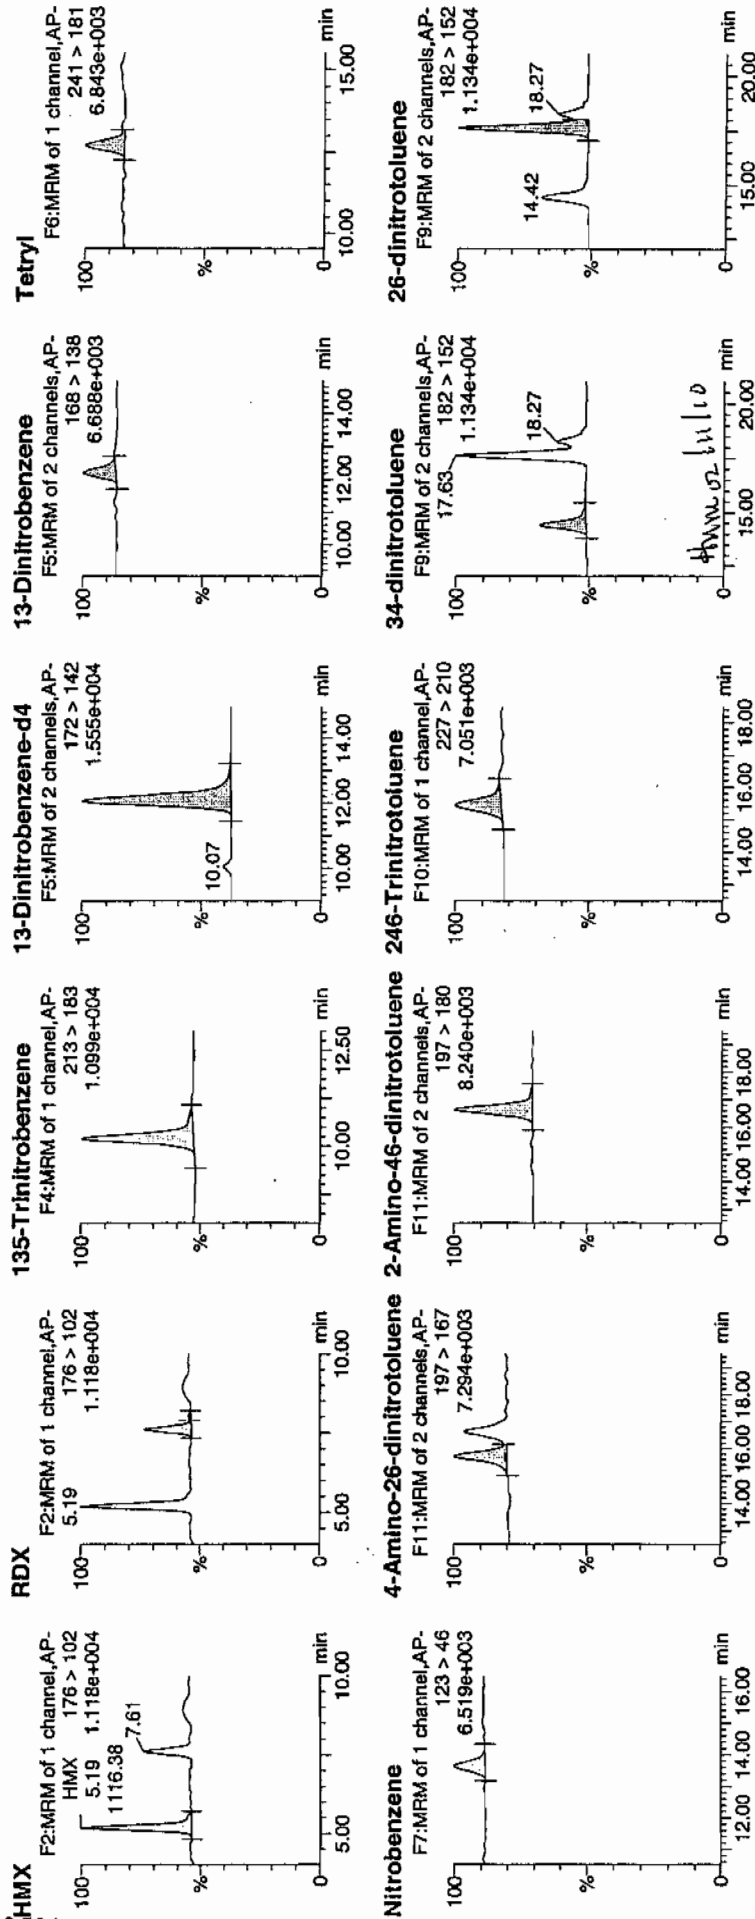 HMX
F2:MRM of 1 channel,AP-
HMX 176 > 102
5.19 1.118e+004
1116.38
7.61
100
%
0
5.00 10.00
min
RDX
F2:MRM of 1 channel,AP-
176 > 102
5.19 1.118e+004
100
%
0
5.00 10.00
min
135-Trinitrobenzene
F4:MRM of 1 channel,AP-
213 > 183
1.099e+004
100
%
0
10.00 12.50
min
13-Dinitrobenzene-d4
F5:MRM of 2 channels,AP-
172 > 142
1.555e+004
10.07
100
%
0
10.00 12.00 14.00
min
13-Dinitrobenzene
F5:MRM of 2 channels,AP-
168 > 138
6.688e+003
100
%
0
10.00 12.00 14.00
min
Tetryl
F6:MRM of 1 channel,AP-
241 > 181
6.843e+003
100
%
0
10.00 15.00
min
Nitrobenzene
F7:MRM of 1 channel,AP-
123 > 46
6.519e+003
100
%
0
12.00 14.00 16.00
min
4-Amino-26-dinitrotoluene
F11:MRM of 2 channels,AP-
197 > 167
7.294e+003
100
%
0
14.00 16.00 18.00
min
2-Amino-46-dinitrotoluene
F11:MRM of 2 channels,AP-
197 > 180
8.240e+003
100
%
0
14.00 16.00 18.00
min
246-Trinitrotoluene
F10:MRM of 1 channel,AP-
227 > 210
7.051e+003
100
%
0
14.00 16.00 18.00
min
34-dinitrotoluene
F9:MRM of 2 channels,AP-
182 > 152
17.63 1.134e+004
18.27
100
%
0
15.00 20.00
min
26-dinitrotoluene
F9:MRM of 2 channels,AP-
182 > 152
1.134e+004
18.27
14.42
100
%
0
15.00 20.00
min